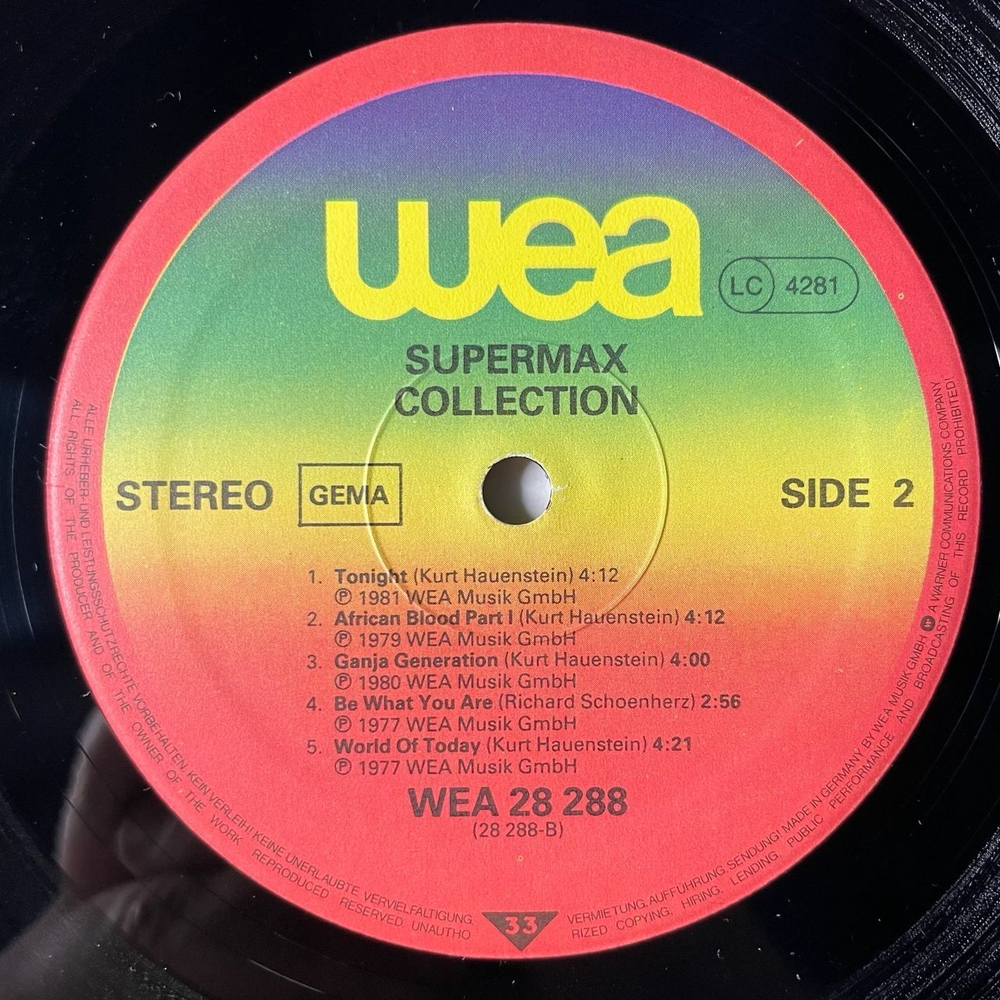 wea
LC 4281
SUPERMAX
COLLECTION
STEREO GEMA SIDE 2
1. Tonight (Kurt Hauenstein) 4:12
℗ 1981 WEA Musik GmbH
2. African Blood Part I (Kurt Hauenstein) 4:12
℗ 1979 WEA Musik GmbH
3. Ganja Generation (Kurt Hauenstein) 4:00
℗ 1980 WEA Musik GmbH
4. Be What You Are (Richard Schoenherz) 2:56
℗ 1977 WEA Musik GmbH
5. World Of Today (Kurt Hauenstein) 4:21
℗ 1977 WEA Musik GmbH
WEA 28 288
(28 288-B)
33
ALLE URHEBER- UND LEISTUNGSSCHUTZRECHTE VORBEHALTEN. KEIN VERLEIH! KEINE UNERLAUBTE VERVIELFÄLTIGUNG, VERMIETUNG, AUFFÜHRUNG, SENDUNG! MADE IN GERMANY BY WEA MUSIK GMBH A WARNER COMMUNICATIONS COMPANY
ALL RIGHTS OF THE PRODUCER AND OF THE OWNER OF THE WORK REPRODUCED RESERVED. UNAUTHORIZED COPYING, HIRING, LENDING, PUBLIC PERFORMANCE AND BROADCASTING OF THIS RECORD PROHIBITED!